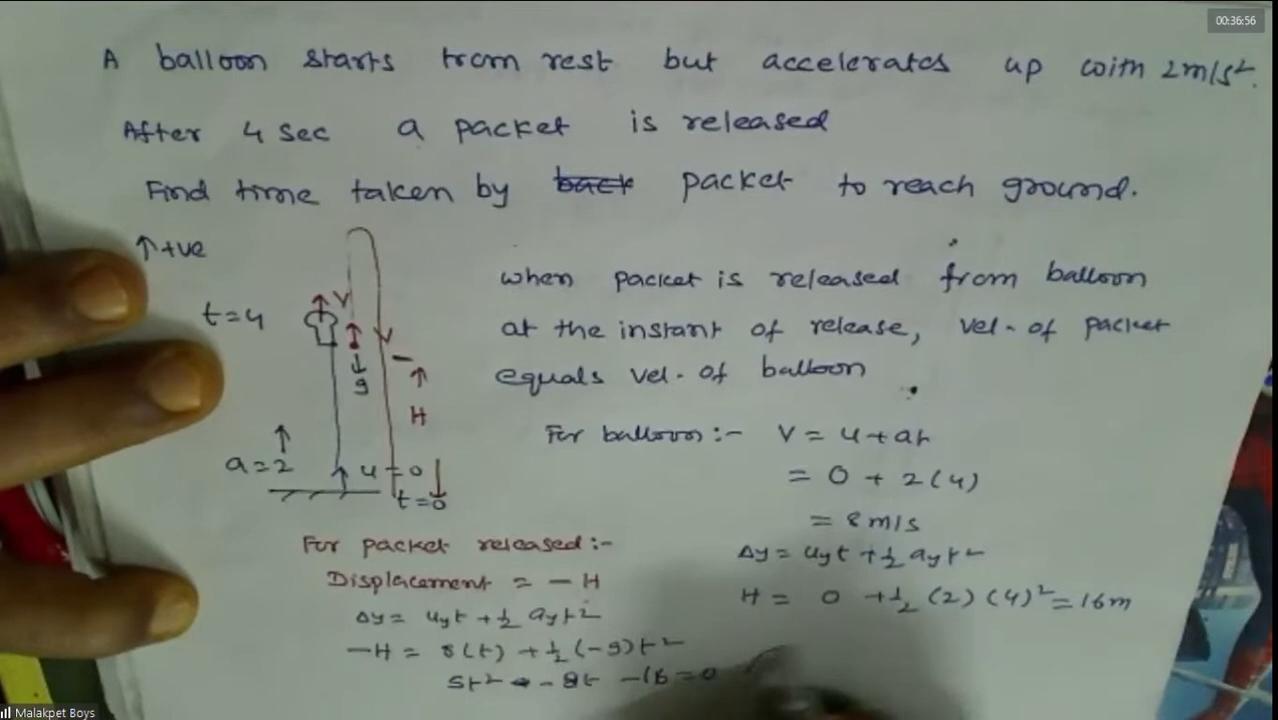 00:36:56
A balloon starts from rest but accelerates up with 2m/s².
After 4 sec a packet is released
Find time taken by back packet to reach ground.
↑+ve
t=4
V
g
H
a=2
u=0
t=0
when packet is released from balloon
at the instant of release, vel. of packet
equals vel. of balloon
For balloon:- V = u+at
= 0 + 2(4)
= 8m/s
Δy = uyt + ½ ayt²
H = 0 + ½ (2) (4)² = 16m
For packet released:-
Displacement = -H
Δy = uyt + ½ ayt²
-H = 8(t) + ½ (-g)t²
5t² - 8t - 16 = 0
Malakpet Boys